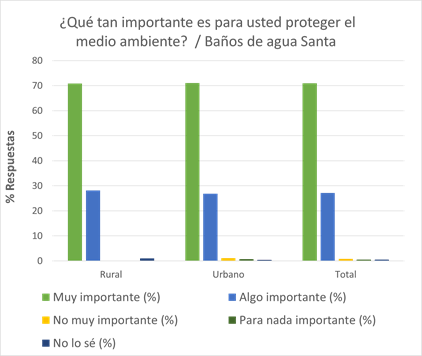 ¿Qué tan importante es para usted proteger el
medio ambiente?  / Baños de agua Santa
% Respuestas
80
70
60
50
40
30
20
10
0
Rural
Urbano
Total
Muy importante (%)
Algo importante (%)
No muy importante (%)
Para nada importante (%)
No lo sé (%)